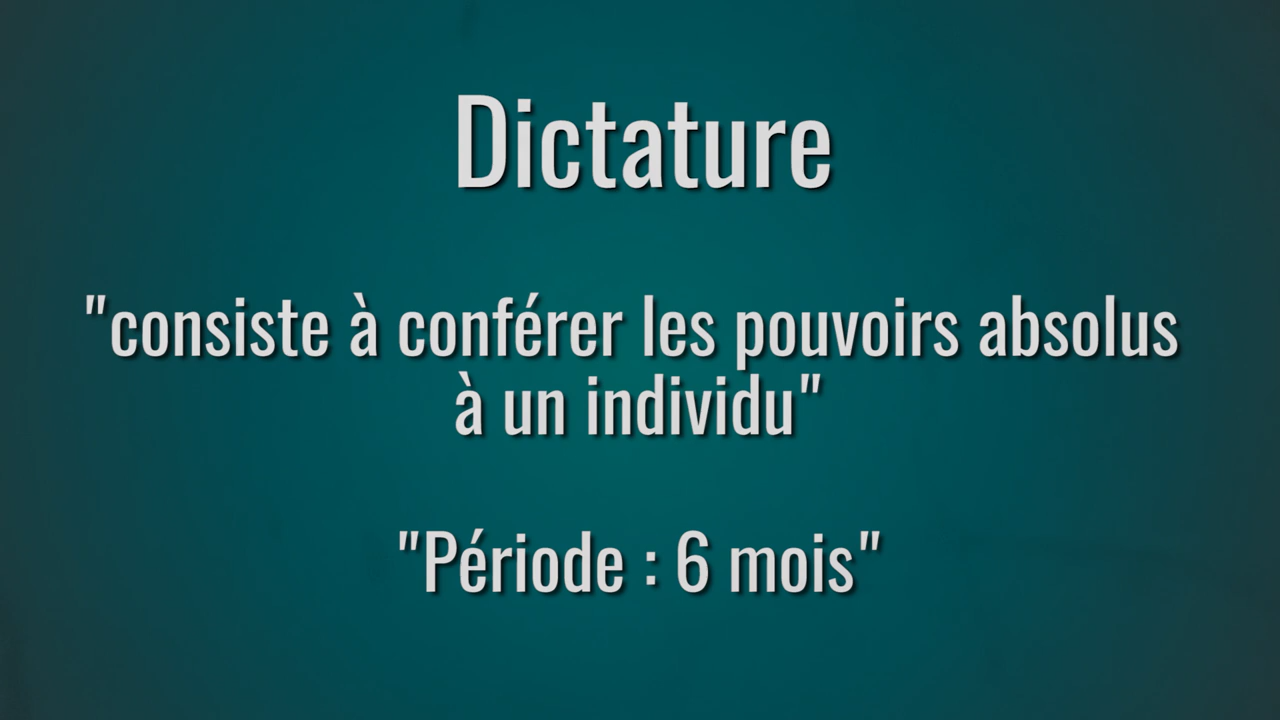 Dictature
"consiste à conférer les pouvoirs absolus
à un individu"
"Période : 6 mois"